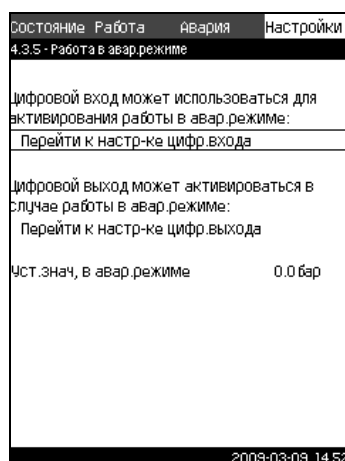 Состояние Работа Авария Настройки
4.3.5 - Работа в авар.режиме
Цифровой вход может использоваться для
активирования работы в авар.режиме:
Перейти к настр-ке цифр.входа
Цифровой выход может активироваться в
случае работы в авар.режиме:
Перейти к настр-ке цифр.выхода
Уст.знач, в авар.режиме 0.0 бар
2009-03-09 14:52